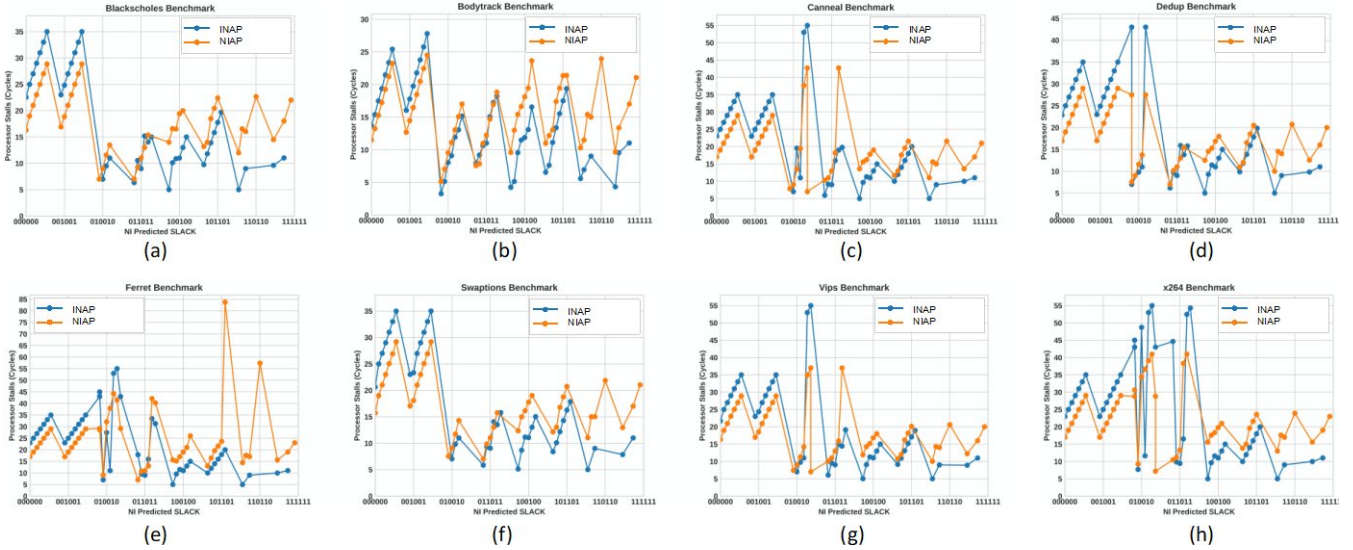 Blackscholes Benchmark
Processor Stalls (Cycles)
35
30
25
20
15
10
5
0
INAP
NIAP
000000 001001 010010 011011 100100 101101 110110 111111
NI Predicted SLACK
(a)
Bodytrack Benchmark
Processor Stalls (Cycles)
30
25
20
15
10
5
0
INAP
NIAP
000000 001001 010010 011011 100100 101101 110110 111111
NI Predicted SLACK
(b)
Canneal Benchmark
Processor Stalls (Cycles)
55
50
45
40
35
30
25
20
15
10
5
0
INAP
NIAP
000000 001001 010010 011011 100100 101101 110110 111111
NI Predicted SLACK
(c)
Dedup Benchmark
Processor Stalls (Cycles)
45
40
35
30
25
20
15
10
5
0
INAP
NIAP
000000 001001 010010 011011 100100 101101 110110 111111
NI Predicted SLACK
(d)
Ferret Benchmark
Processor Stalls (Cycles)
85
80
75
70
65
60
55
50
45
40
35
30
25
20
15
10
5
0
INAP
NIAP
000000 001001 010010 011011 100100 101101 110110 111111
NI Predicted SLACK
(e)
Swaptions Benchmark
Processor Stalls (Cycles)
35
30
25
20
15
10
5
0
INAP
NIAP
000000 001001 010010 011011 100100 101101 110110 111111
NI Predicted SLACK
(f)
Vips Benchmark
Processor Stalls (Cycles)
55
50
45
40
35
30
25
20
15
10
5
0
INAP
NIAP
000000 001001 010010 011011 100100 101101 110110 111111
NI Predicted SLACK
(g)
x264 Benchmark
Processor Stalls (Cycles)
55
50
45
40
35
30
25
20
15
10
5
0
INAP
NIAP
000000 001001 010010 011011 100100 101101 110110 111111
NI Predicted SLACK
(h)